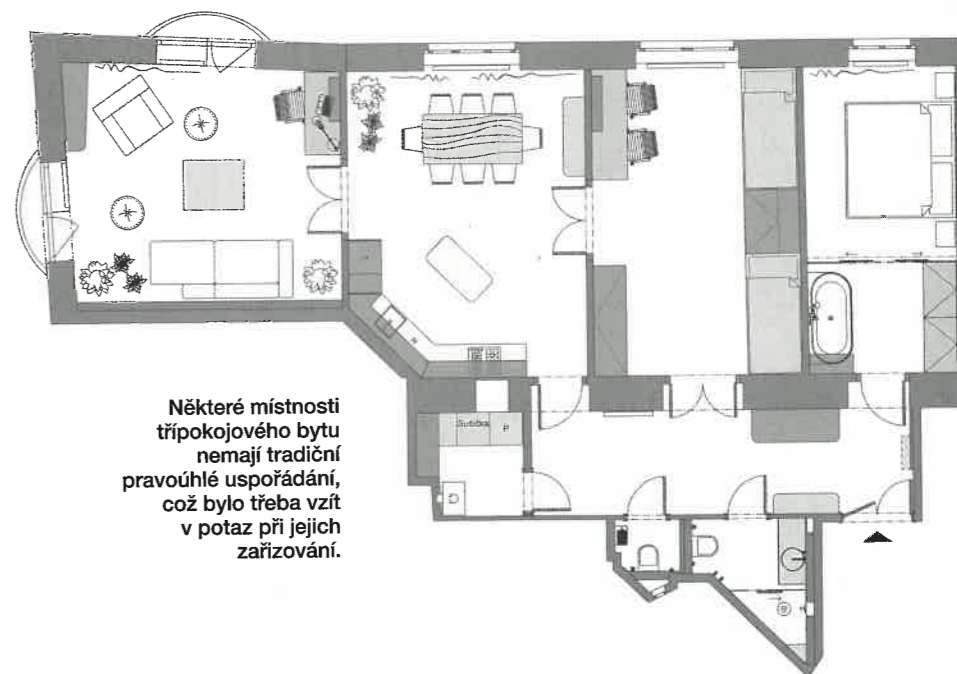 Některé místnosti
třípokojového bytu
nemají tradiční
pravoúhlé uspořádání,
což bylo třeba vzít
v potaz při jejich
zařizování.
Sušička
P